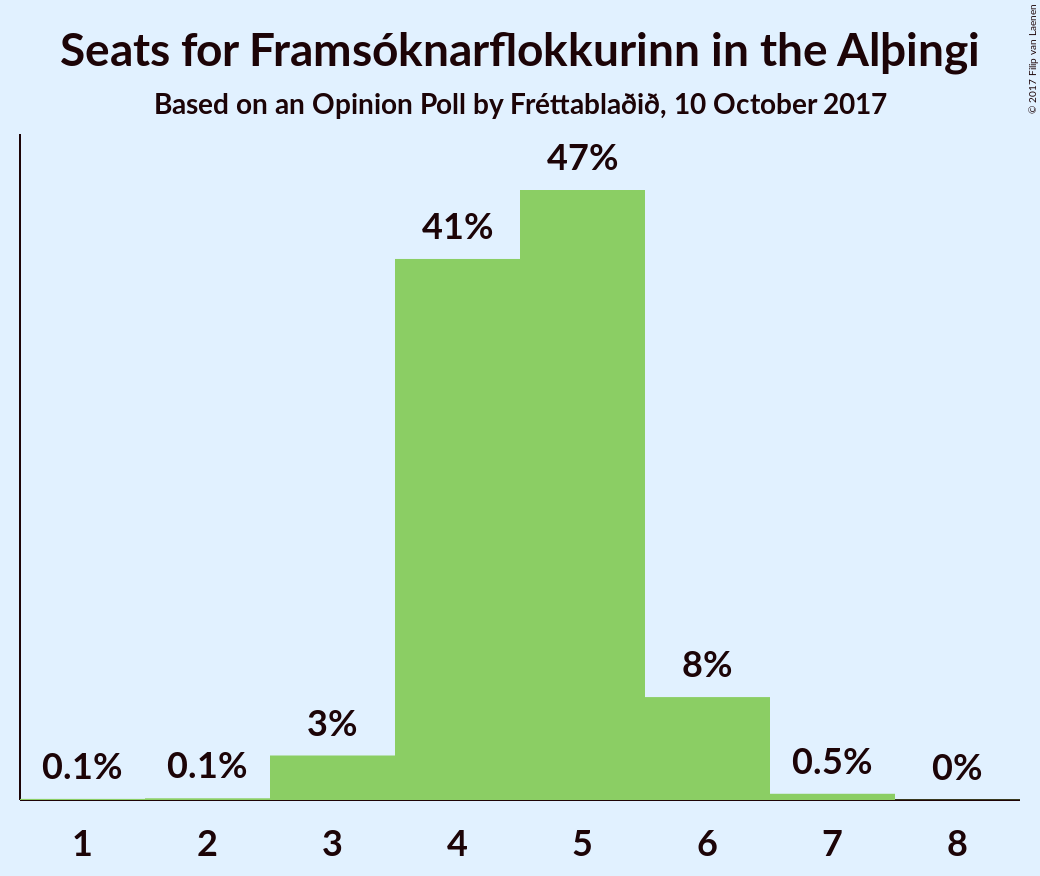 Seats for Framsóknarflokkurinn in the Alþingi
Based on an Opinion Poll by Fréttablaðið, 10 October 2017
© 2017 Filip van Laenen
47%
41%
8%
3%
0.1% 0.1% 0.5% 0%
1 2 3 4 5 6 7 8